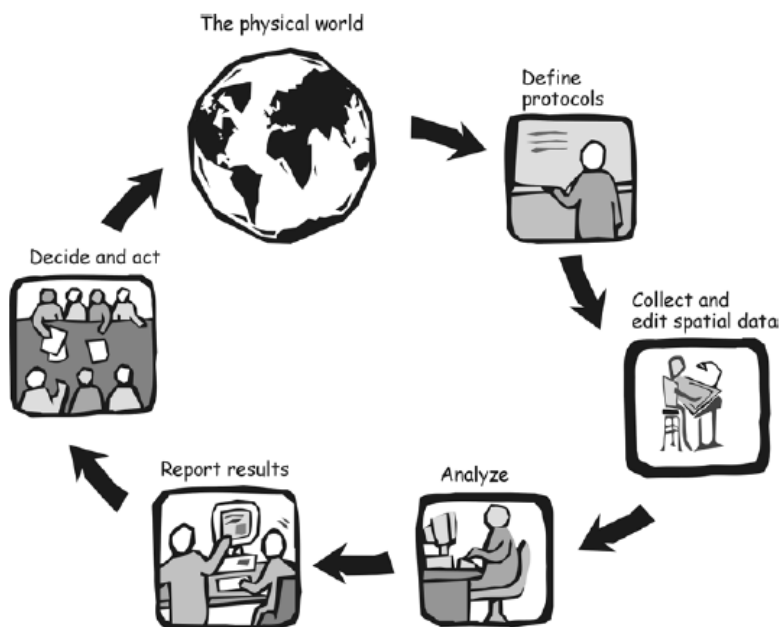 The physical world
Define
protocols
Collect and
edit spatial data
Analyze
Report results
Decide and act